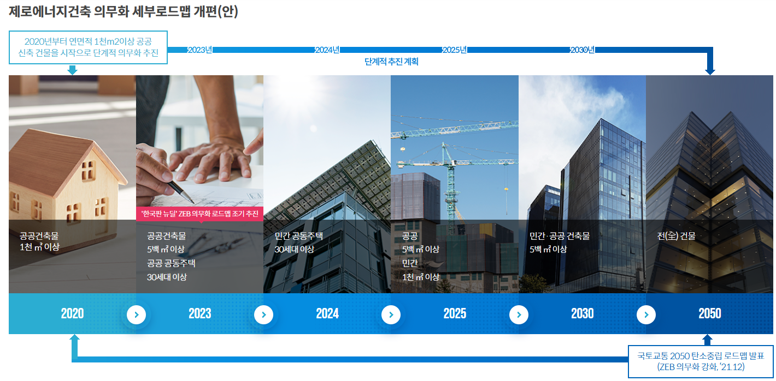 제로에너지건축 의무화 세부로드맵 개편(안)
2020년부터 연면적 1천m2이상 공공
신축 건물을 시작으로 단계적 의무화 추진
2023년
2024년
2025년
2030년
단계적 추진 계획
'한국판 뉴딜' ZEB 의무화 로드맵 조기 추진
공공건축물
1천 ㎡ 이상
공공건축물
5백 ㎡ 이상
공공 공동주택
30세대 이상
민간 공동주택
30세대 이상
공공
5백 ㎡ 이상
민간
1천 ㎡ 이상
민간·공공 건축물
5백 ㎡ 이상
전(全) 건물
2020
2023
2024
2025
2030
2050
국토교통 2050 탄소중립 로드맵 발표
(ZEB 의무화 강화, '21.12)